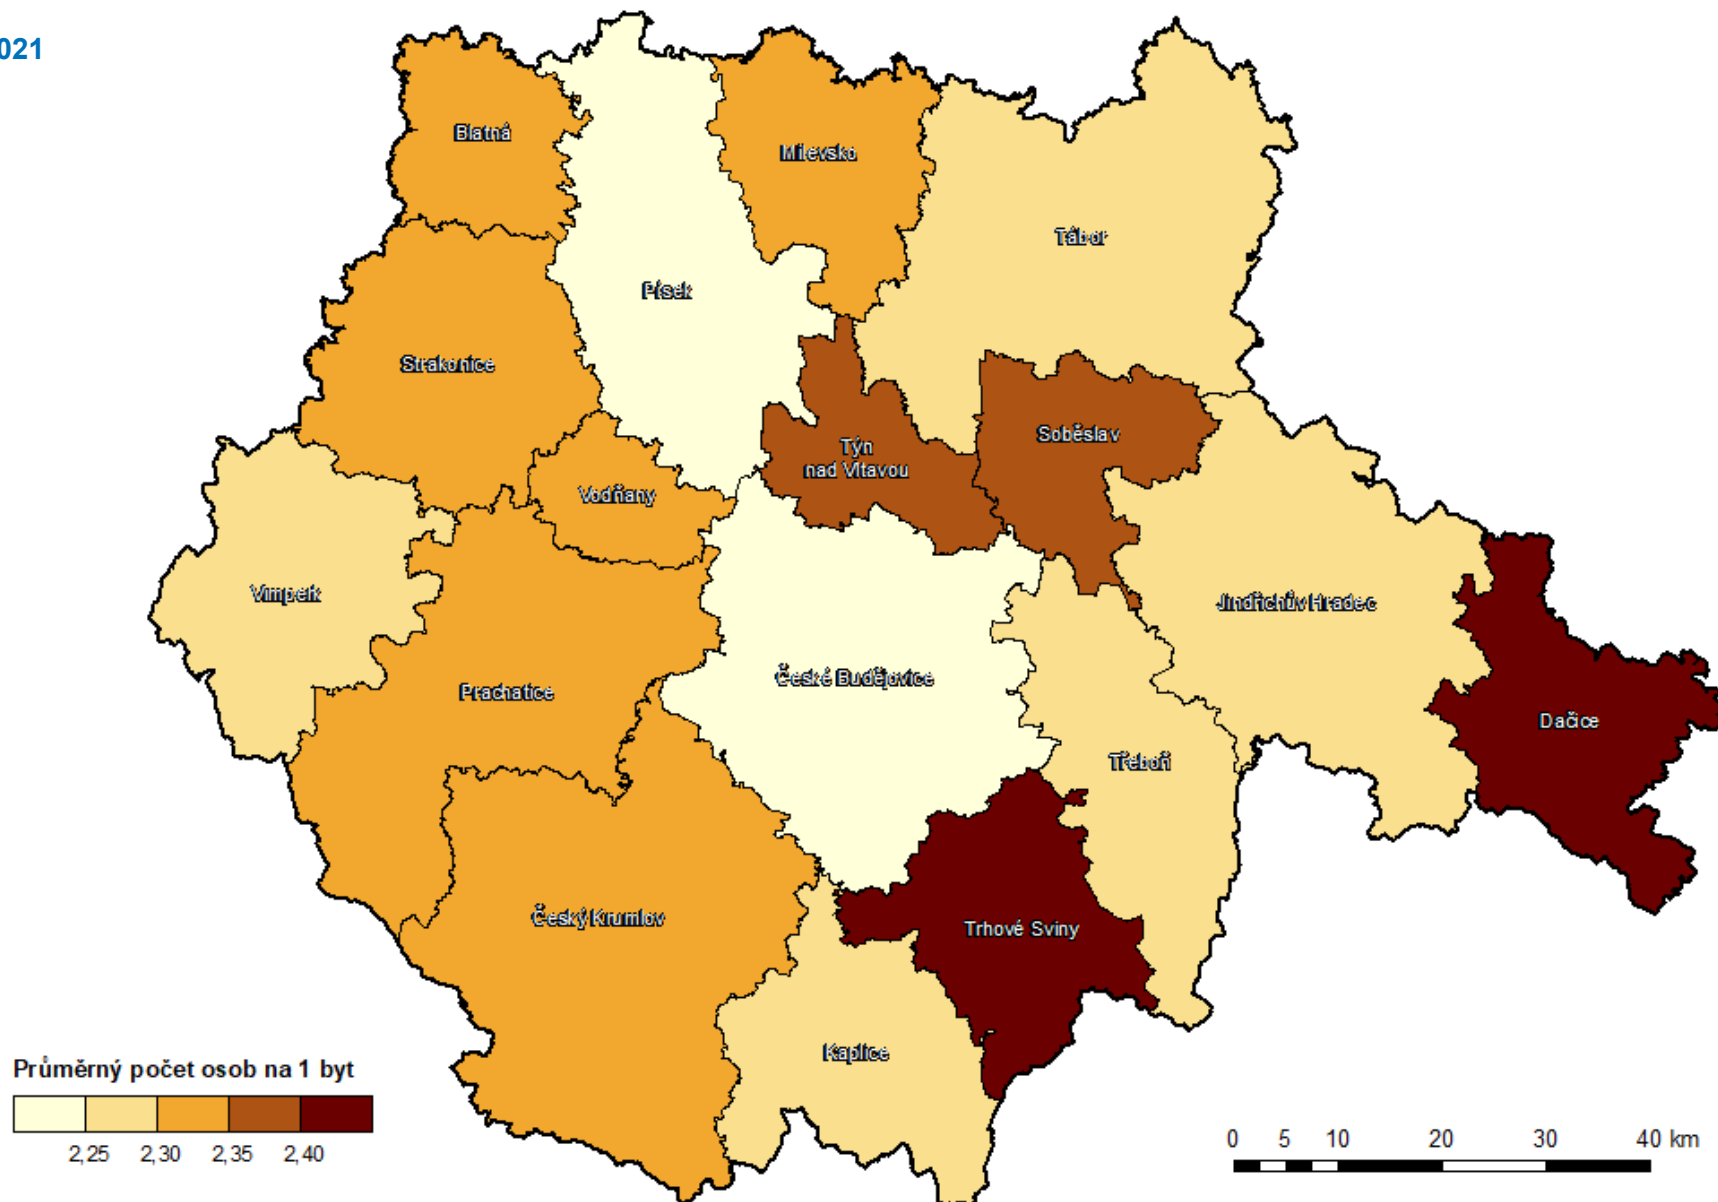 021
Blatná
Milevsko
Tábor
Písek
Strakonice
Soběslav
Týn
nad Vltavou
Vodňany
Vimperk
Jindřichův Hradec
České Budějovice
Prachatice
Dačice
Třeboň
Český Krumlov
Trhové Sviny
Kaplice
Průměrný počet osob na 1 byt
2,25 2,30 2,35 2,40
0 5 10 20 30 40 km